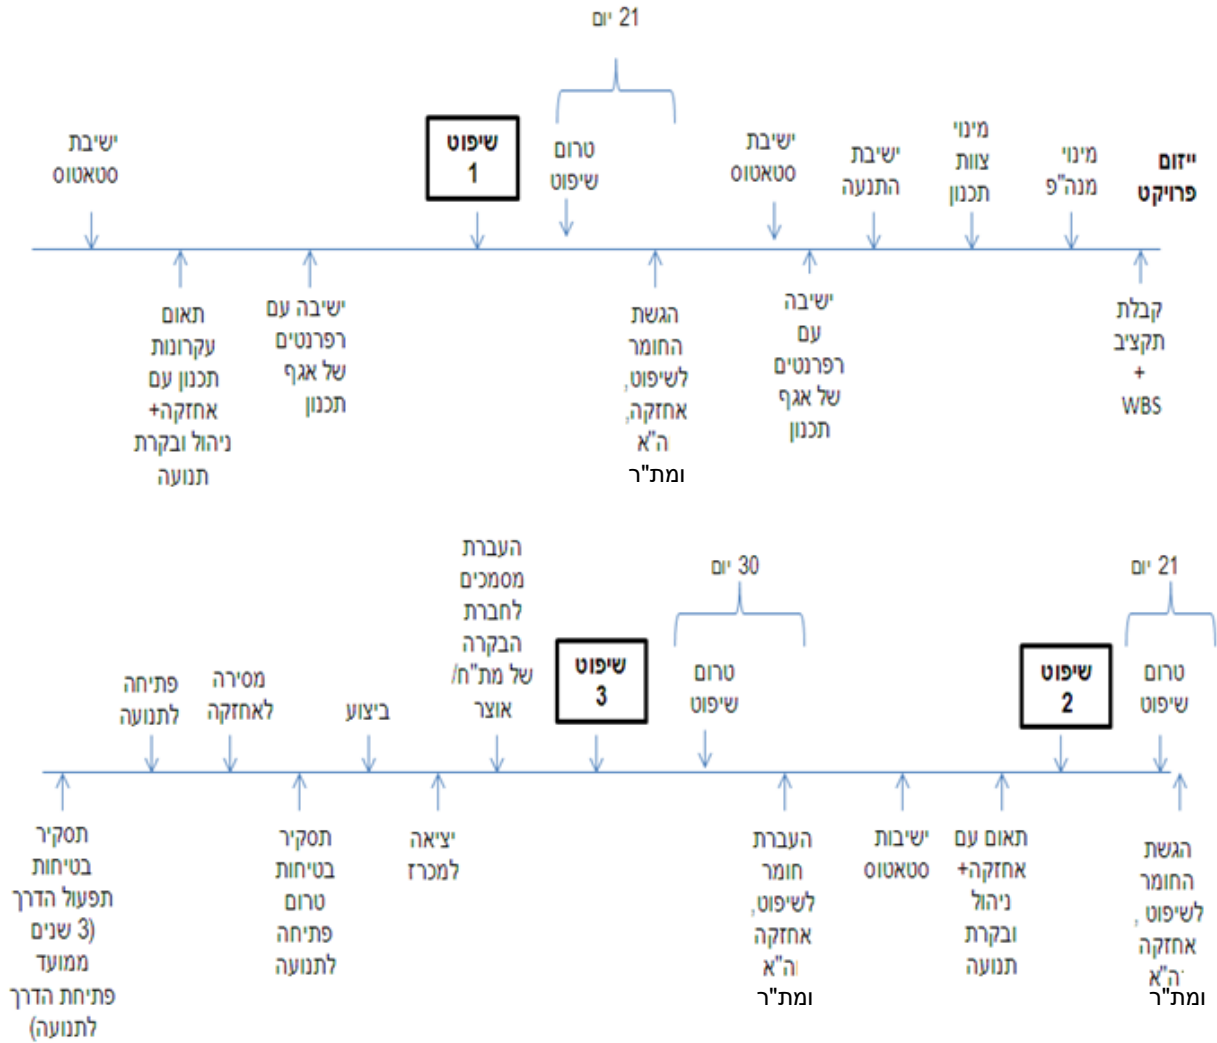 21 יום
ייזום
פרויקט
מינוי
מנה"פ
מינוי
צוות
תכנון
ישיבת
התנעה
ישיבת
סטאטוס
טרום
שיפוט
שיפוט
1
ישיבת
סטאטוס
קבלת
תקציב
+
WBS
ישיבה
עם
רפרנטים
של אגף
תכנון
הגשת
החומר
לשיפוט,
אחזקה,
ה"א
ומת"ר
ישיבה עם
רפרנטים
של אגף
תכנון
תאום
עקרונות
תכנון עם
אחזקה+
ניהול ובקרת
תנועה
21 יום
טרום
שיפוט
שיפוט
2
30 יום
טרום
שיפוט
שיפוט
3
העברת
מסמכים
לחברת
הבקרה
של מת"ח/
אוצר
ביצוע
מסירה
לאחזקה
פתיחה
לתנועה
הגשת
החומר
לשיפוט ,
אחזקה
ה"א
ומת"ר
תאום עם
אחזקה+
ניהול
ובקרת
תנועה
ישיבות
סטאטוס
העברת
חומר
לשיפוט,
אחזקה
וה"א
ומת"ר
יציאה
למכרז
תסקיר
בטיחות
טרום
פתיחה
לתנועה
תסקיר
בטיחות
תפעול הדרך
(3 שנים
ממועד
פתיחת הדרך
לתנועה)